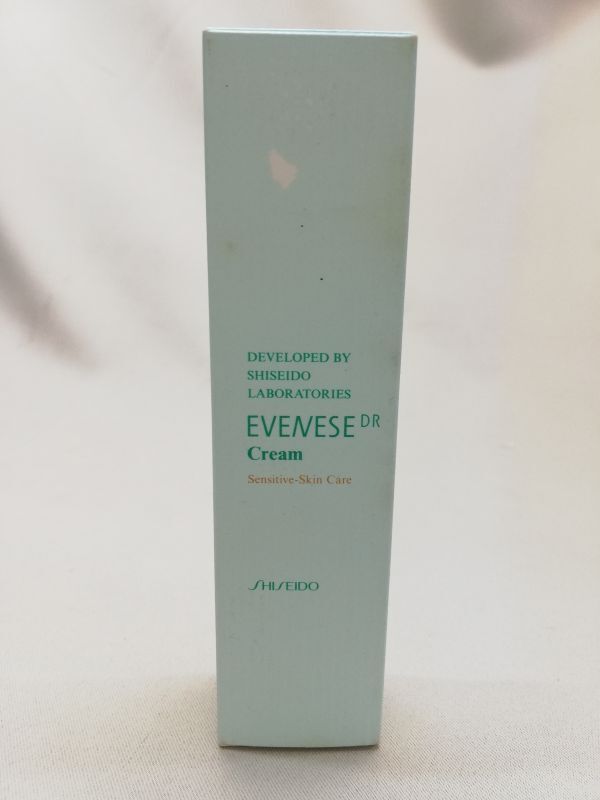 DEVELOPED BY
SHISEIDO
LABORATORIES
EVENESE DR
Cream
Sensitive-Skin Care
SHISEIDO